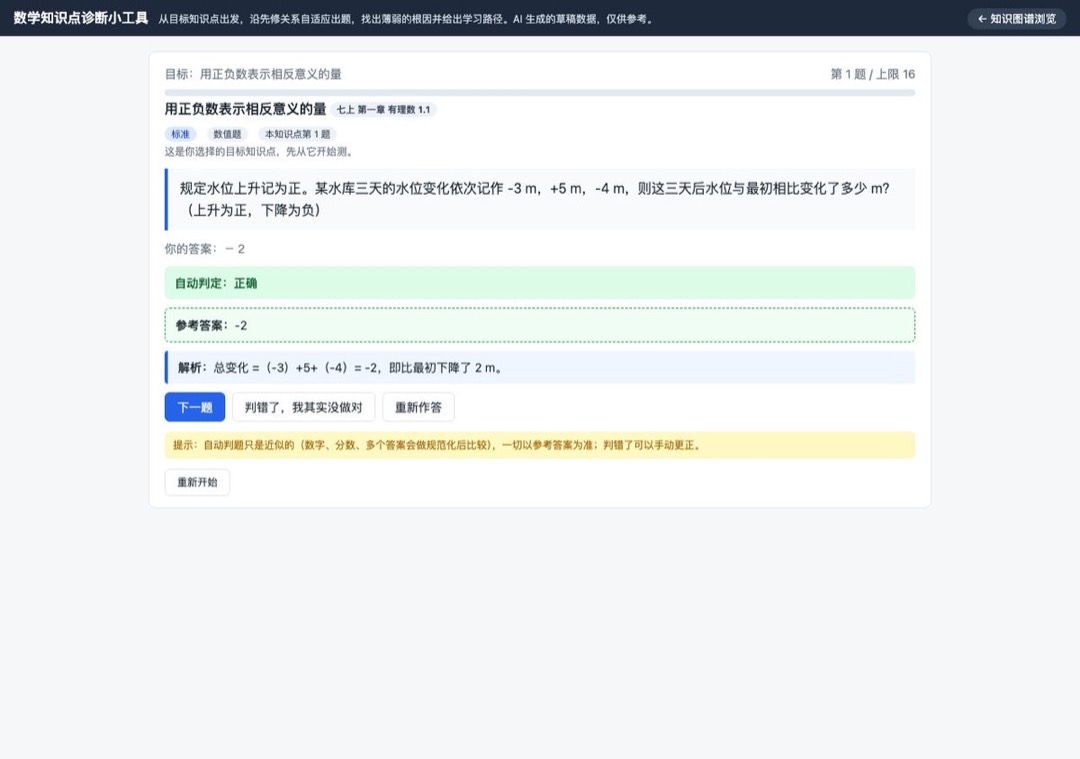 数学知识点诊断小工具 从目标知识点出发，沿先修关系自适应出题，找出薄弱的根因并给出学习路径。AI 生成的草稿数据，仅供参考。 ← 知识图谱浏览
目标：用正负数表示相反意义的量 第 1 题 / 上限 16
用正负数表示相反意义的量 七上 第一章 有理数 1.1
标准 数值题 本知识点第 1 题
这是你选择的目标知识点，先从它开始测。
规定水位上升记为正。某水库三天的水位变化依次记作 -3 m，+5 m，-4 m，则这三天后水位与最初相比变化了多少 m?
（上升为正，下降为负）
你的答案： － 2
自动判定：正确
参考答案：-2
解析：总变化 =（-3）+5+（-4）= -2，即比最初下降了 2 m。
下一题 判错了，我其实没做对 重新作答
提示：自动判题只是近似的（数字、分数、多个答案会做规范化后比较），一切以参考答案为准；判错了可以手动更正。
重新开始